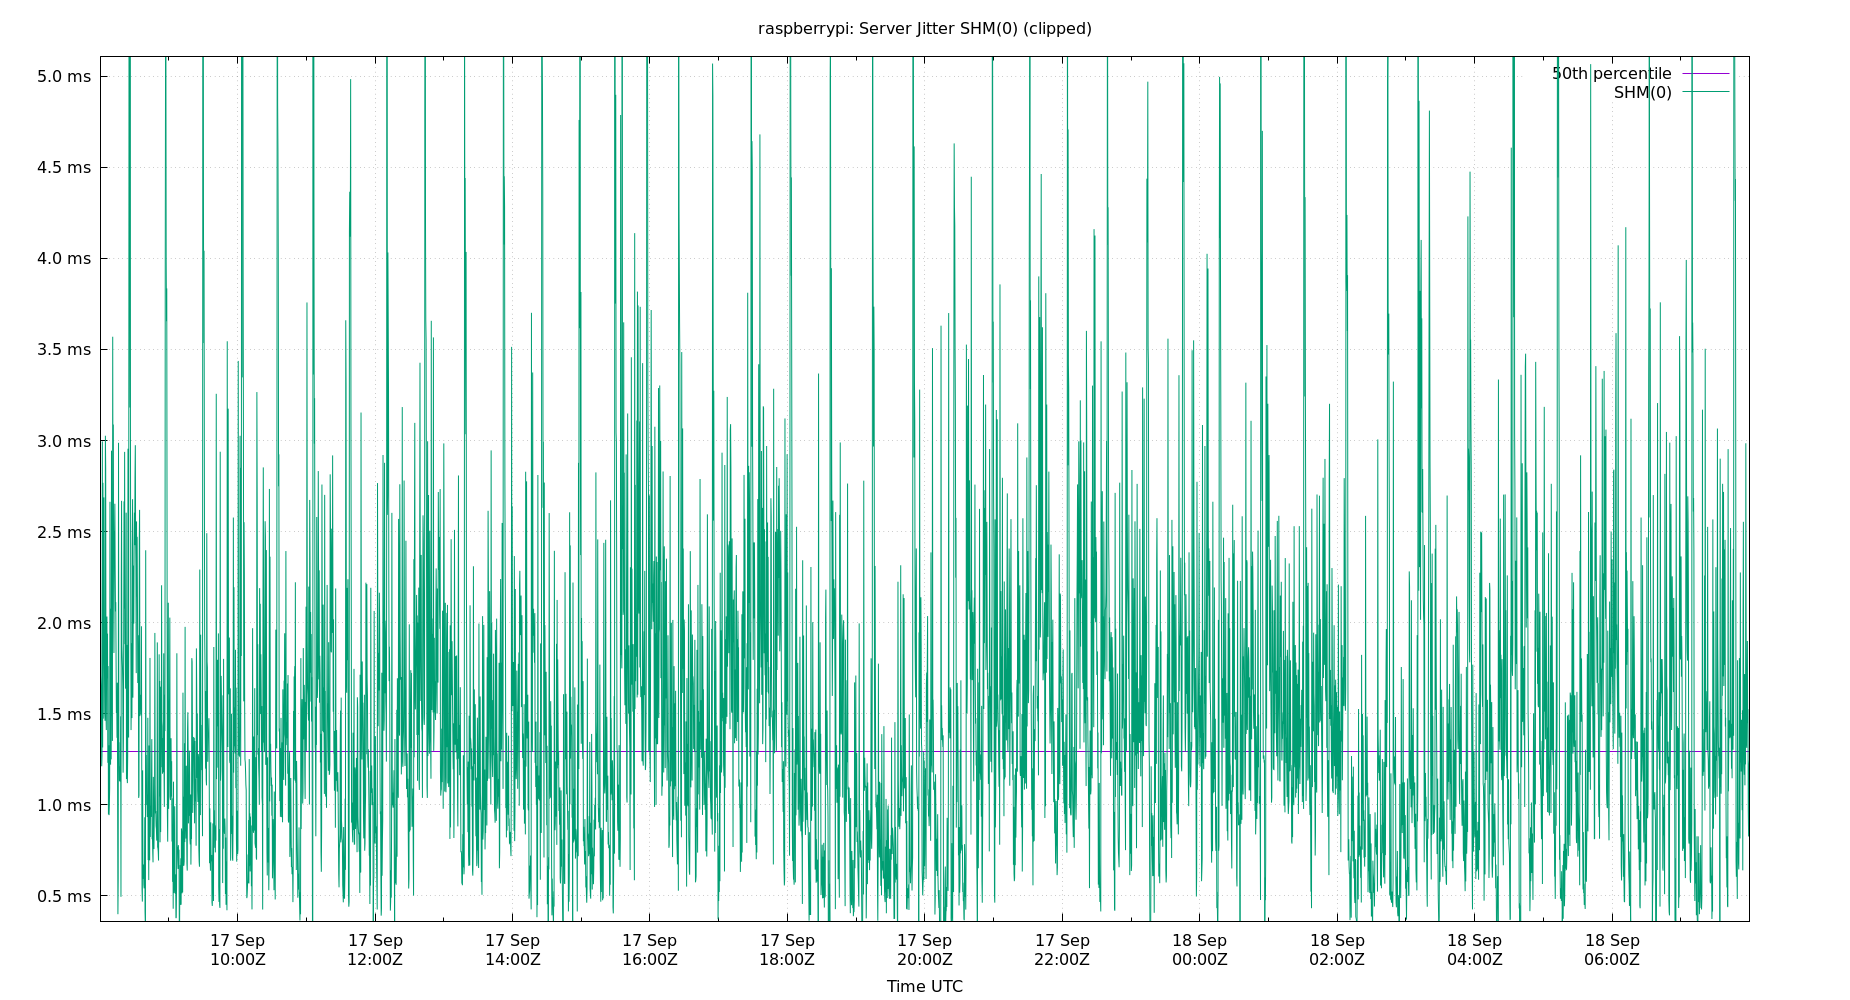 raspberrypi: Server Jitter SHM(0) (clipped)
50th percentile
SHM(0)
5.0 ms
4.5 ms
4.0 ms
3.5 ms
3.0 ms
2.5 ms
2.0 ms
1.5 ms
1.0 ms
0.5 ms
17 Sep 17 Sep 17 Sep 17 Sep 17 Sep 17 Sep 17 Sep 18 Sep 18 Sep 18 Sep 18 Sep
10:00Z 12:00Z 14:00Z 16:00Z 18:00Z 20:00Z 22:00Z 00:00Z 02:00Z 04:00Z 06:00Z
Time UTC